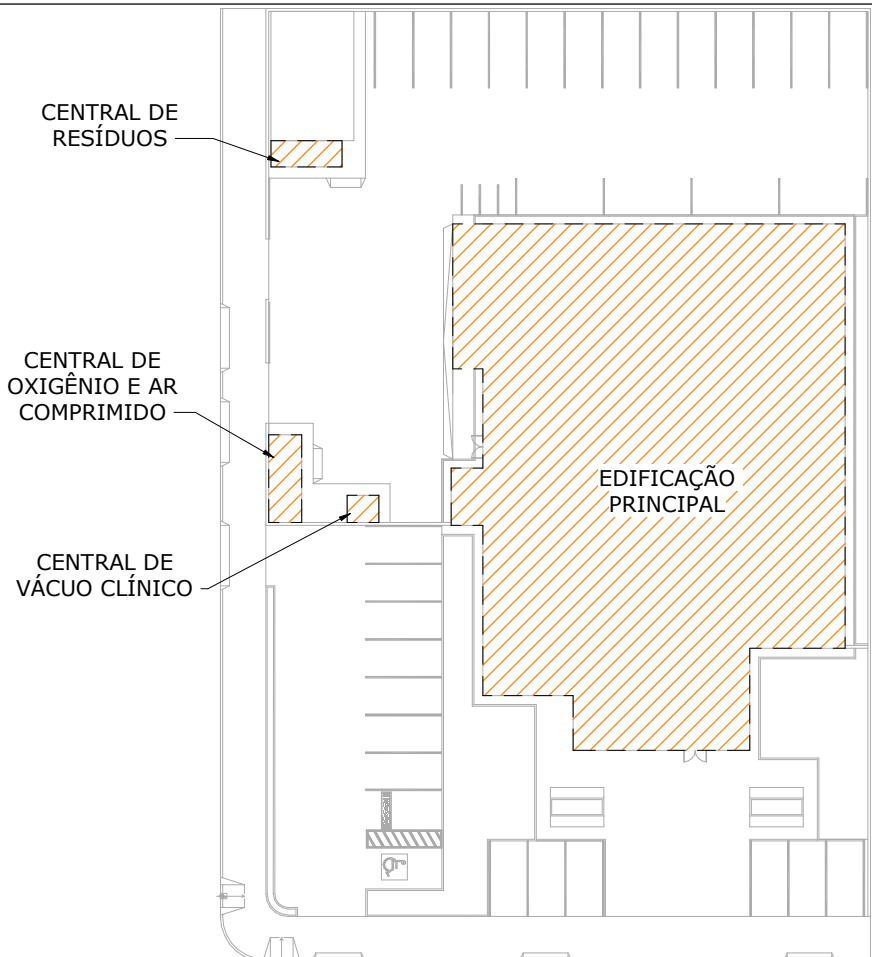 CENTRAL DE
RESÍDUOS
CENTRAL DE
OXIGÊNIO E AR
COMPRIMIDO
EDIFICAÇÃO
PRINCIPAL
CENTRAL DE
VÁCUO CLÍNICO